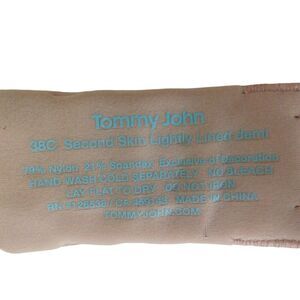 Tommy John
38C Second Skin Lightly Lined Demi
79% Nylon 21% Spandex Exclusive of Decoration
HAND WASH COLD SEPARATELY NO BLEACH
LAY FLAT TO DRY DO NOT IRON
MADE IN CHINA
TOMMYJOHN.COM